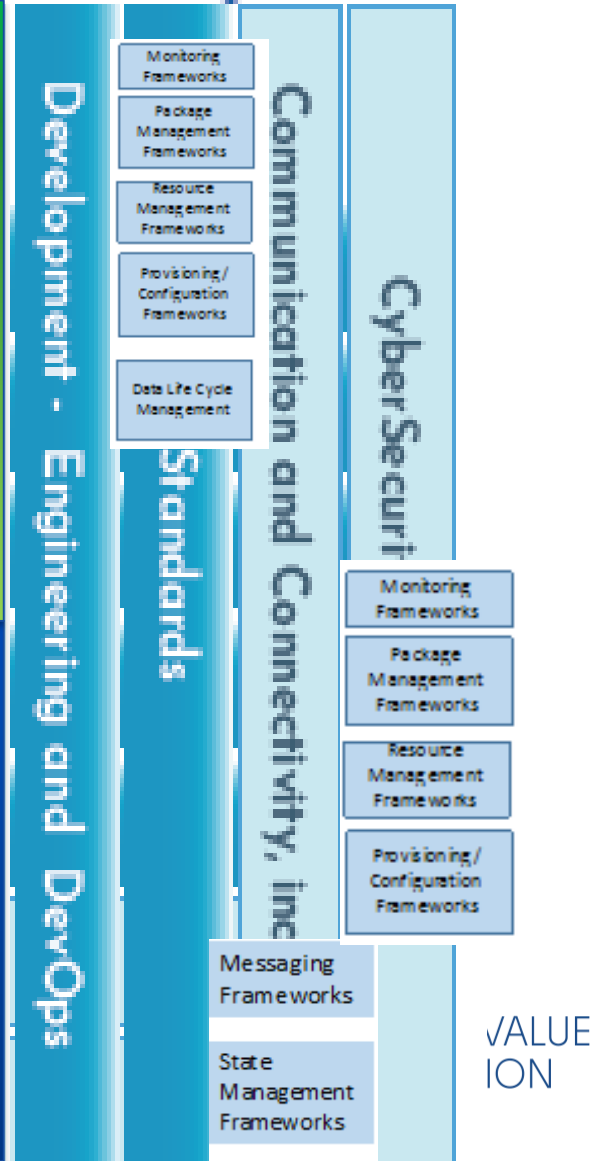 Development - Engineering and DevOps
Monitoring
Frameworks
Package
Management
Frameworks
Resource
Management
Frameworks
Provisioning/
Configuration
Frameworks
Data Life Cycle
Management
Standards
Communication and Connectivity, inc
CyberSecuri
Monitoring
Frameworks
Package
Management
Frameworks
Resource
Management
Frameworks
Provisioning/
Configuration
Frameworks
Messaging
Frameworks
State
Management
Frameworks
VALUE
ION